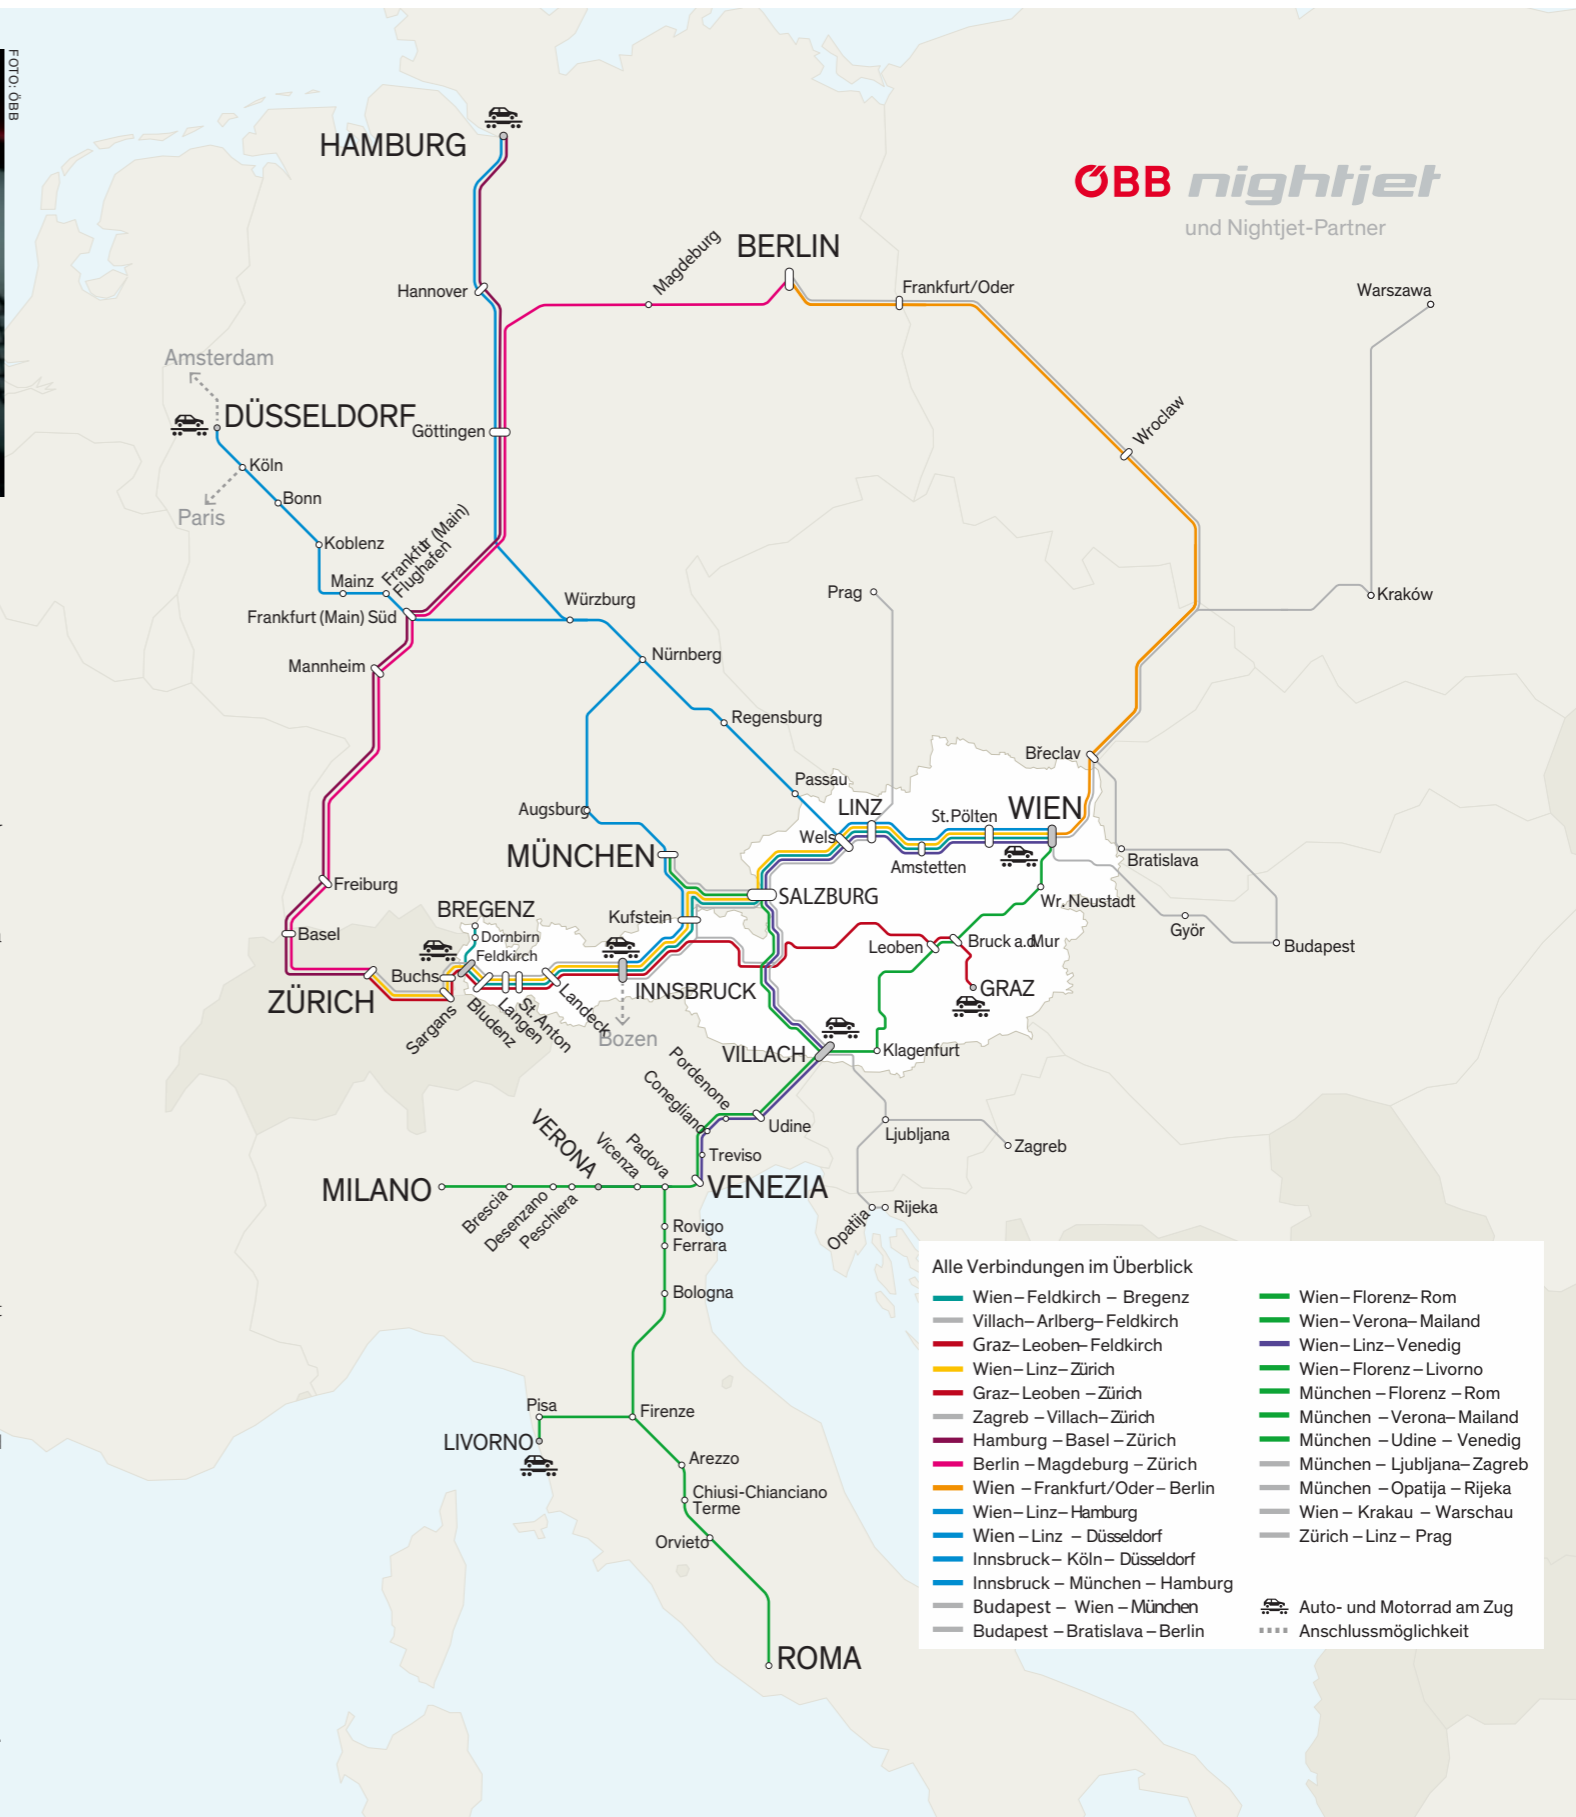 FOTO: ÖBB
HAMBURG
ÖBB nightjet
und Nightjet-Partner
BERLIN
Magdeburg
Hannover
Frankfurt/Oder
Warszawa
Amsterdam
DÜSSELDORF
Göttingen
Wroclaw
Köln
Paris
Bonn
Koblenz
Frankfurt (Main)
Flughafen
Mainz
Prag
Kraków
Würzburg
Frankfurt (Main) Süd
Nürnberg
Mannheim
Regensburg
Břeclav
Passau
Augsburg
LINZ
St.Pölten
WIEN
Wels
MÜNCHEN
Amstetten
Bratislava
Freiburg
SALZBURG
Wr. Neustadt
BREGENZ
Kufstein
Györ
Basel
Dornbirn
Leoben
Bruck a.d.Mur
Budapest
Feldkirch
Buchs
ZÜRICH
INNSBRUCK
GRAZ
Sargans
Bludenz
Langen
St. Anton
Landeck
Bozen
VILLACH
Klagenfurt
Pordenone
Conegliano
Udine
Ljubljana
Zagreb
VERONA
Vicenza
Padova
Treviso
MILANO
VENEZIA
Brescia
Desenzano
Peschiera
Opatija
Rijeka
Rovigo
Ferrara
Bologna
Pisa
Firenze
LIVORNO
Arezzo
Chiusi-Chianciano
Terme
Orvieto
ROMA
Alle Verbindungen im Überblick
Wien – Feldkirch – Bregenz
Villach – Arlberg – Feldkirch
Graz – Leoben – Feldkirch
Wien – Linz – Zürich
Graz – Leoben – Zürich
Zagreb – Villach – Zürich
Hamburg – Basel – Zürich
Berlin – Magdeburg – Zürich
Wien – Frankfurt/Oder – Berlin
Wien – Linz – Hamburg
Wien – Linz – Düsseldorf
Innsbruck – Köln – Düsseldorf
Innsbruck – München – Hamburg
Budapest – Wien – München
Budapest – Bratislava – Berlin
Wien – Florenz – Rom
Wien – Verona – Mailand
Wien – Linz – Venedig
Wien – Florenz – Livorno
München – Florenz – Rom
München – Verona – Mailand
München – Udine – Venedig
München – Ljubljana – Zagreb
München – Opatija – Rijeka
Wien – Krakau – Warschau
Zürich – Linz – Prag
Auto- und Motorrad am Zug
Anschlussmöglichkeit